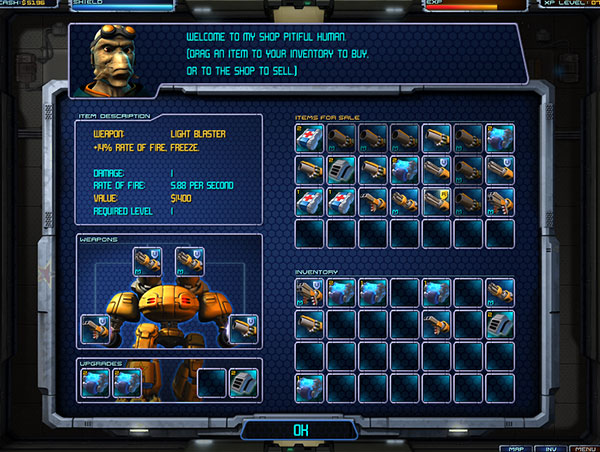 CASH: $5196
SHIELD
EXP
XP LEVEL: 07
WELCOME TO MY SHOP PITIFUL HUMAN.
(DRAG AN ITEM TO YOUR INVENTORY TO BUY,
OR TO THE SHOP TO SELL.)
ITEM DESCRIPTION
WEAPON: LIGHT BLASTER
+14% RATE OF FIRE, FREEZE.
DAMAGE: 1
RATE OF FIRE: 5.88 PER SECOND
VALUE: $1400
REQUIRED LEVEL 1
ITEMS FOR SALE
WEAPONS
INVENTORY
UPGRADES
OK
MAP
INV
MENU